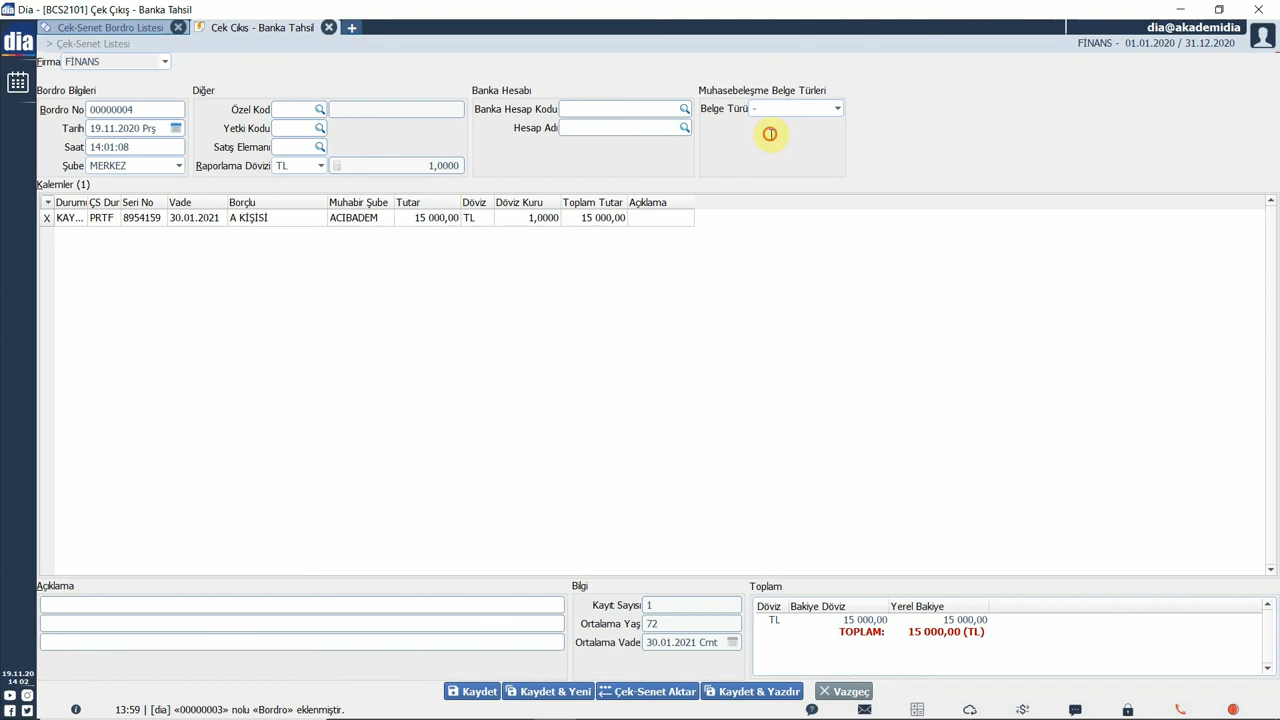 Dia - [BCS2101] Çek Çıkış - Banka Tahsil
dia
Çek-Senet Bordro Listesi
Çek Çıkış - Banka Tahsil
dia@akademidia
> Çek-Senet Listesi
FİNANS - 01.01.2020 / 31.12.2020
Firma FİNANS
Bordro Bilgileri
Diğer
Banka Hesabı
Muhasebeleşme Belge Türleri
Bordro No 00000004
Özel Kod
Banka Hesap Kodu
Belge Türü -
Tarih 19.11.2020 Prş
Yetki Kodu
Hesap Adı
Saat 14:01:08
Satış Elemanı
Şube MERKEZ
Raporlama Dövizi TL 1,0000
Kalemler (1)
Durumu ÇS Dur Seri No Vade Borçlu Muhabir Şube Tutar Döviz Döviz Kuru Toplam Tutar Açıklama
X KAY... PRTF 8954159 30.01.2021 A KİŞİSİ ACIBADEM 15 000,00 TL 1,0000 15 000,00
Açıklama
Bilgi
Toplam
Kayıt Sayısı 1
Ortalama Yaş 72
Ortalama Vade 30.01.2021 Cmt
Döviz Bakiye Döviz Yerel Bakiye
TL 15 000,00 15 000,00
TOPLAM: 15 000,00 (TL)
19.11.20
14 02
Kaydet
Kaydet & Yeni
Çek-Senet Aktar
Kaydet & Yazdır
Vazgeç
13:59 | [dia] «00000003» nolu «Bordro» eklenmiştir.